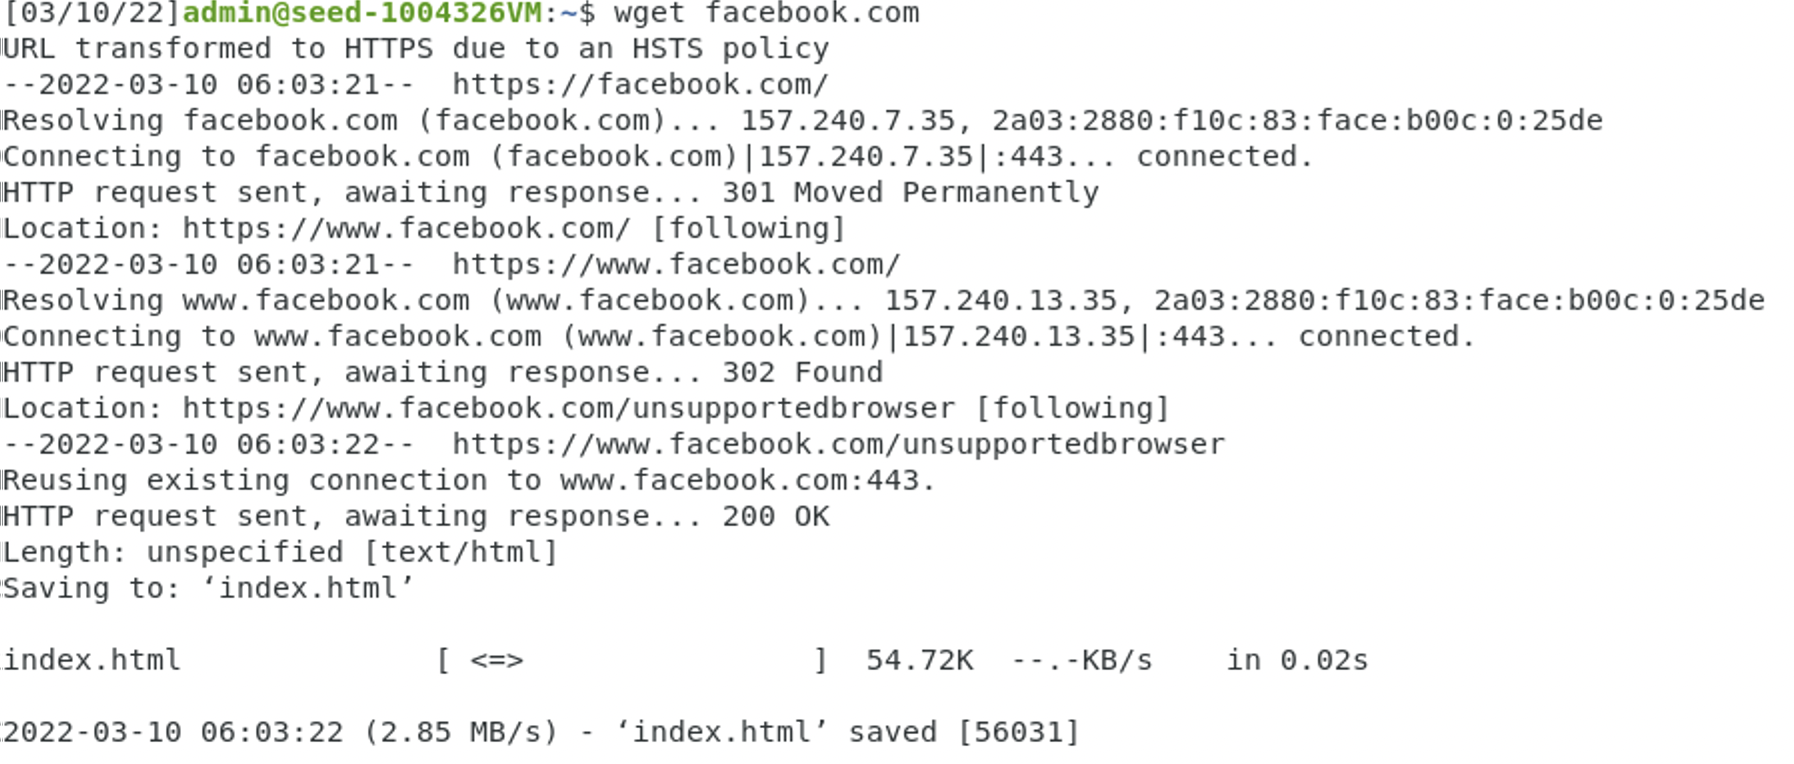 [03/10/22]admin@seed-1004326VM:~$ wget facebook.com
URL transformed to HTTPS due to an HSTS policy
--2022-03-10 06:03:21--  https://facebook.com/
Resolving facebook.com (facebook.com)... 157.240.7.35, 2a03:2880:f10c:83:face:b00c:0:25de
Connecting to facebook.com (facebook.com)|157.240.7.35|:443... connected.
HTTP request sent, awaiting response... 301 Moved Permanently
Location: https://www.facebook.com/ [following]
--2022-03-10 06:03:21--  https://www.facebook.com/
Resolving www.facebook.com (www.facebook.com)... 157.240.13.35, 2a03:2880:f10c:83:face:b00c:0:25de
Connecting to www.facebook.com (www.facebook.com)|157.240.13.35|:443... connected.
HTTP request sent, awaiting response... 302 Found
Location: https://www.facebook.com/unsupportedbrowser [following]
--2022-03-10 06:03:22--  https://www.facebook.com/unsupportedbrowser
Reusing existing connection to www.facebook.com:443.
HTTP request sent, awaiting response... 200 OK
Length: unspecified [text/html]
Saving to: ‘index.html’
index.html              [ <=>                ]  54.72K  --.-KB/s    in 0.02s
2022-03-10 06:03:22 (2.85 MB/s) - ‘index.html’ saved [56031]